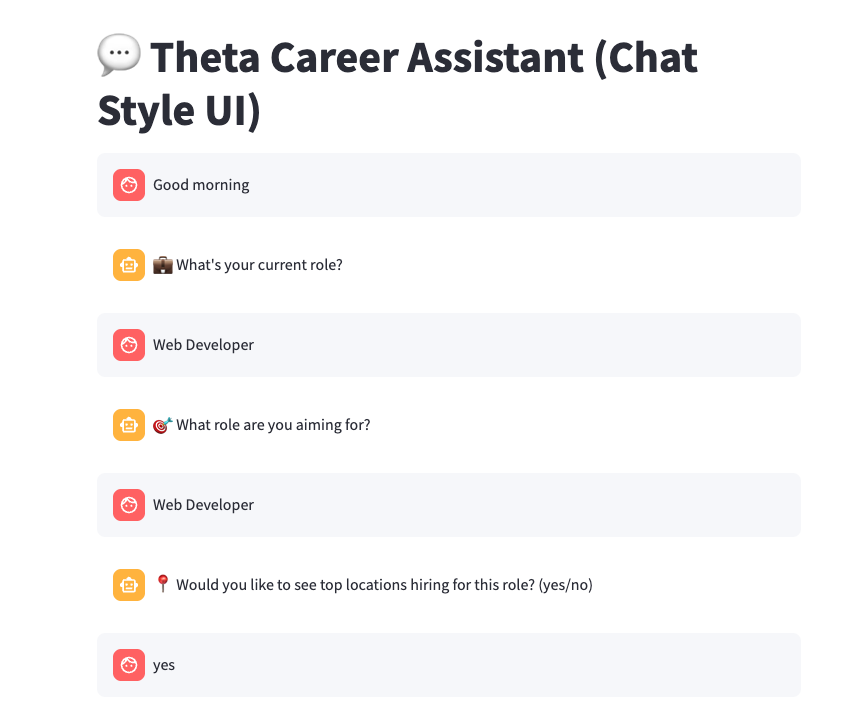 💬 Theta Career Assistant (Chat
Style UI)
Good morning
💼 What's your current role?
Web Developer
🎯 What role are you aiming for?
Web Developer
📍 Would you like to see top locations hiring for this role? (yes/no)
yes